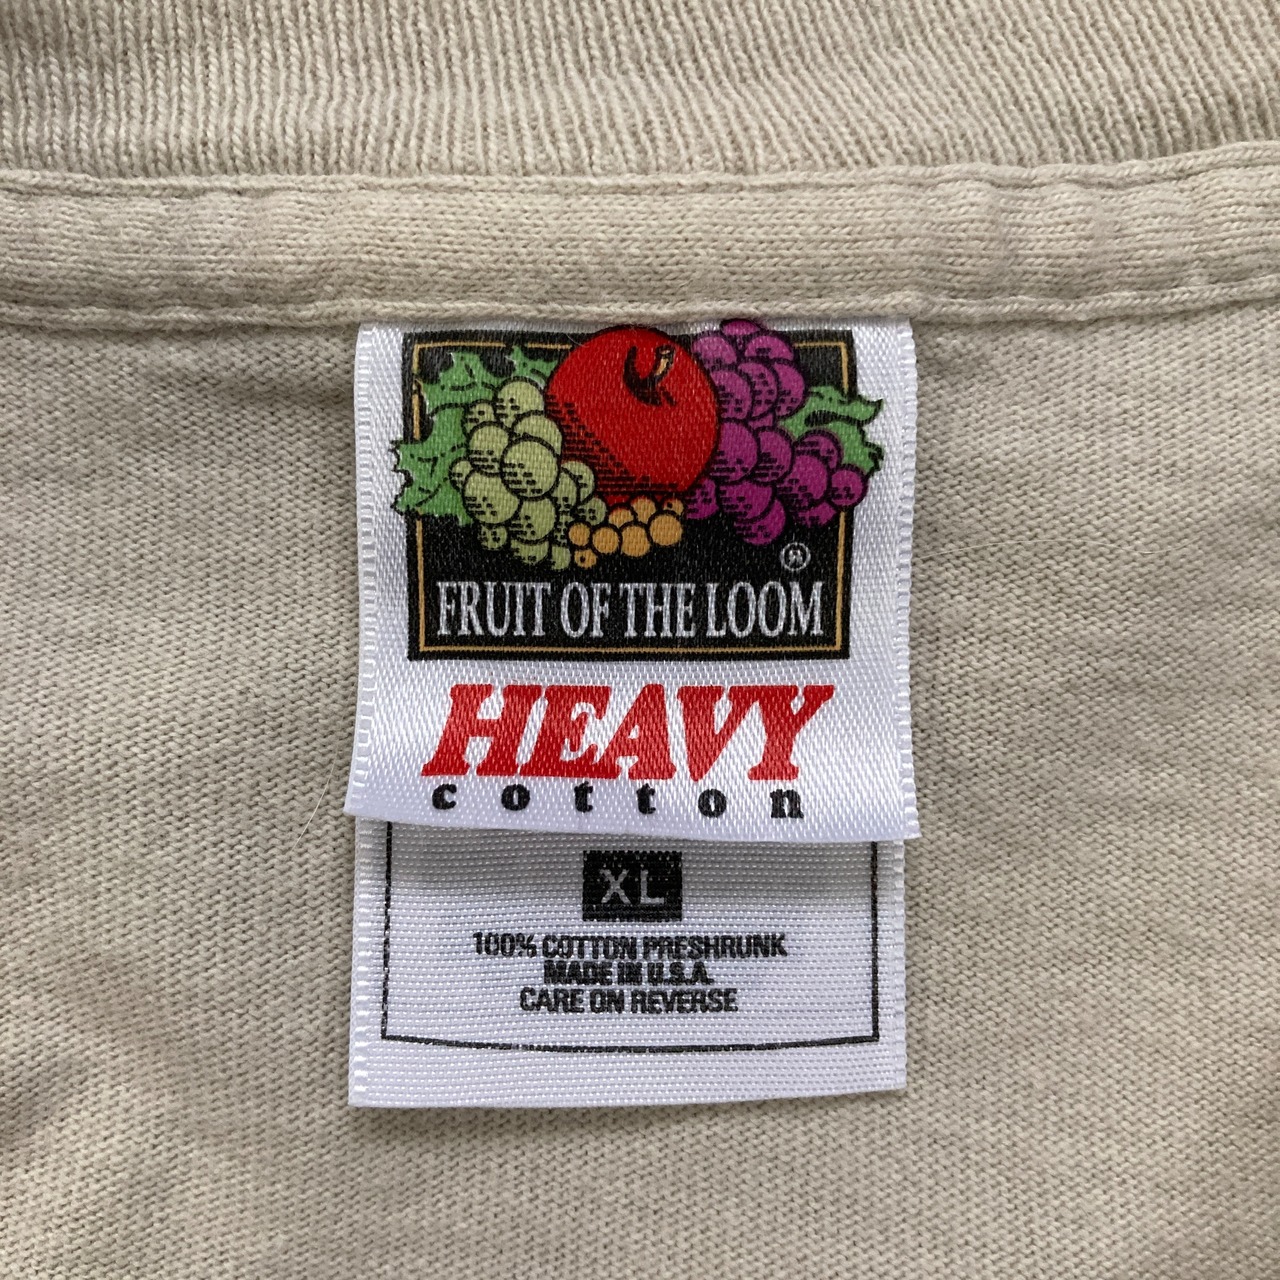 ®
FRUIT OF THE LOOM
HEAVY
cotton
XL
100% COTTON PRESHRUNK
MADE IN U.S.A.
CARE ON REVERSE